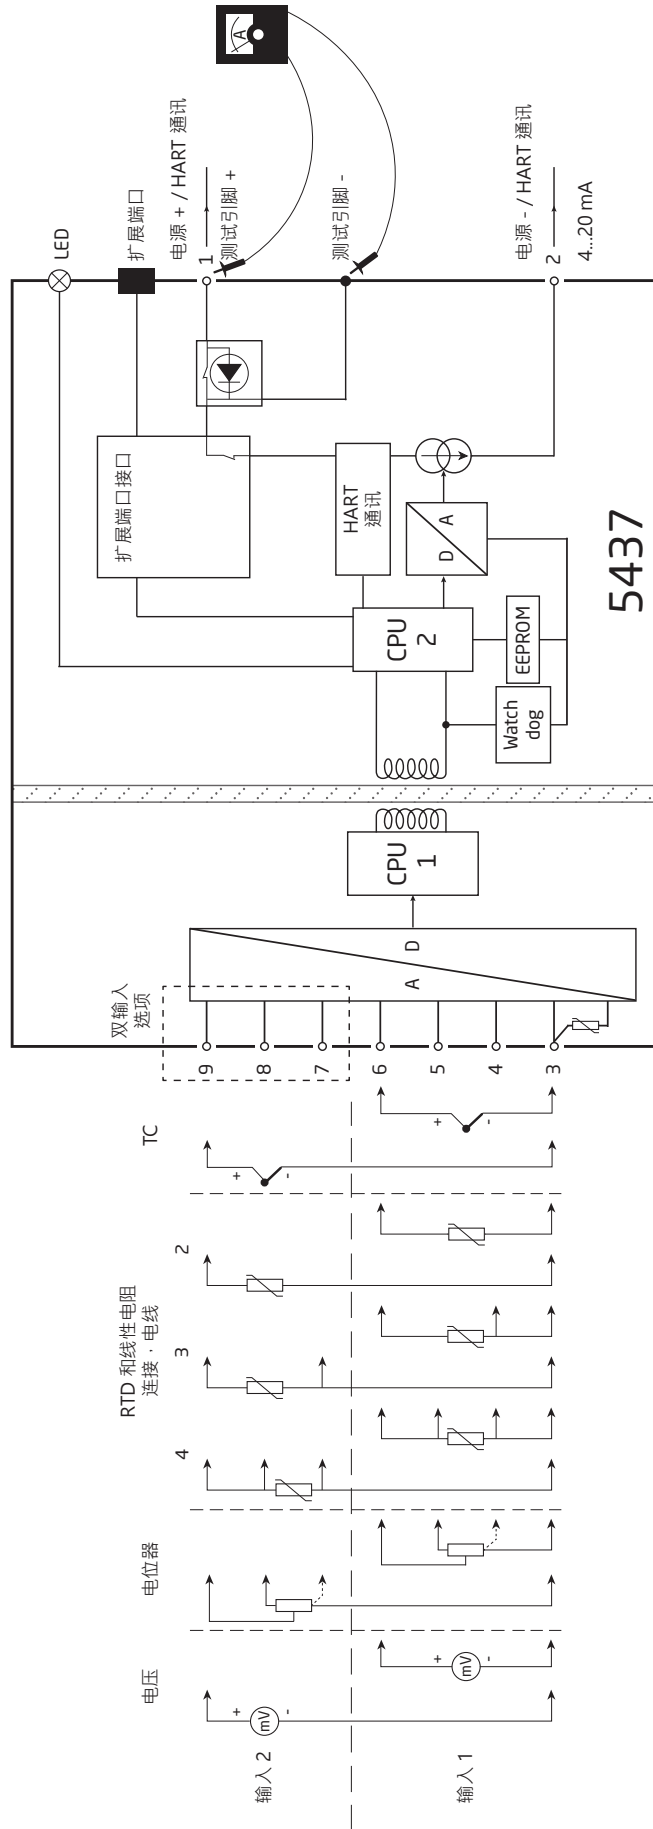 电压
电位器
RTD 和线性电阻
连接，电线
4
3
2
TC
双输入
选项
输入 2
输入 1
+
-
mV
+
-
mV
+
-
+
-
9
8
7
6
5
4
3
A
D
CPU
1
CPU
2
Watch
dog
EEPROM
D
A
HART
通讯
扩展端口接口
LED
扩展端口
电源 + / HART 通讯
1
测试引脚 +
测试引脚 -
电源 - / HART 通讯
2
4...20 mA
A
5437